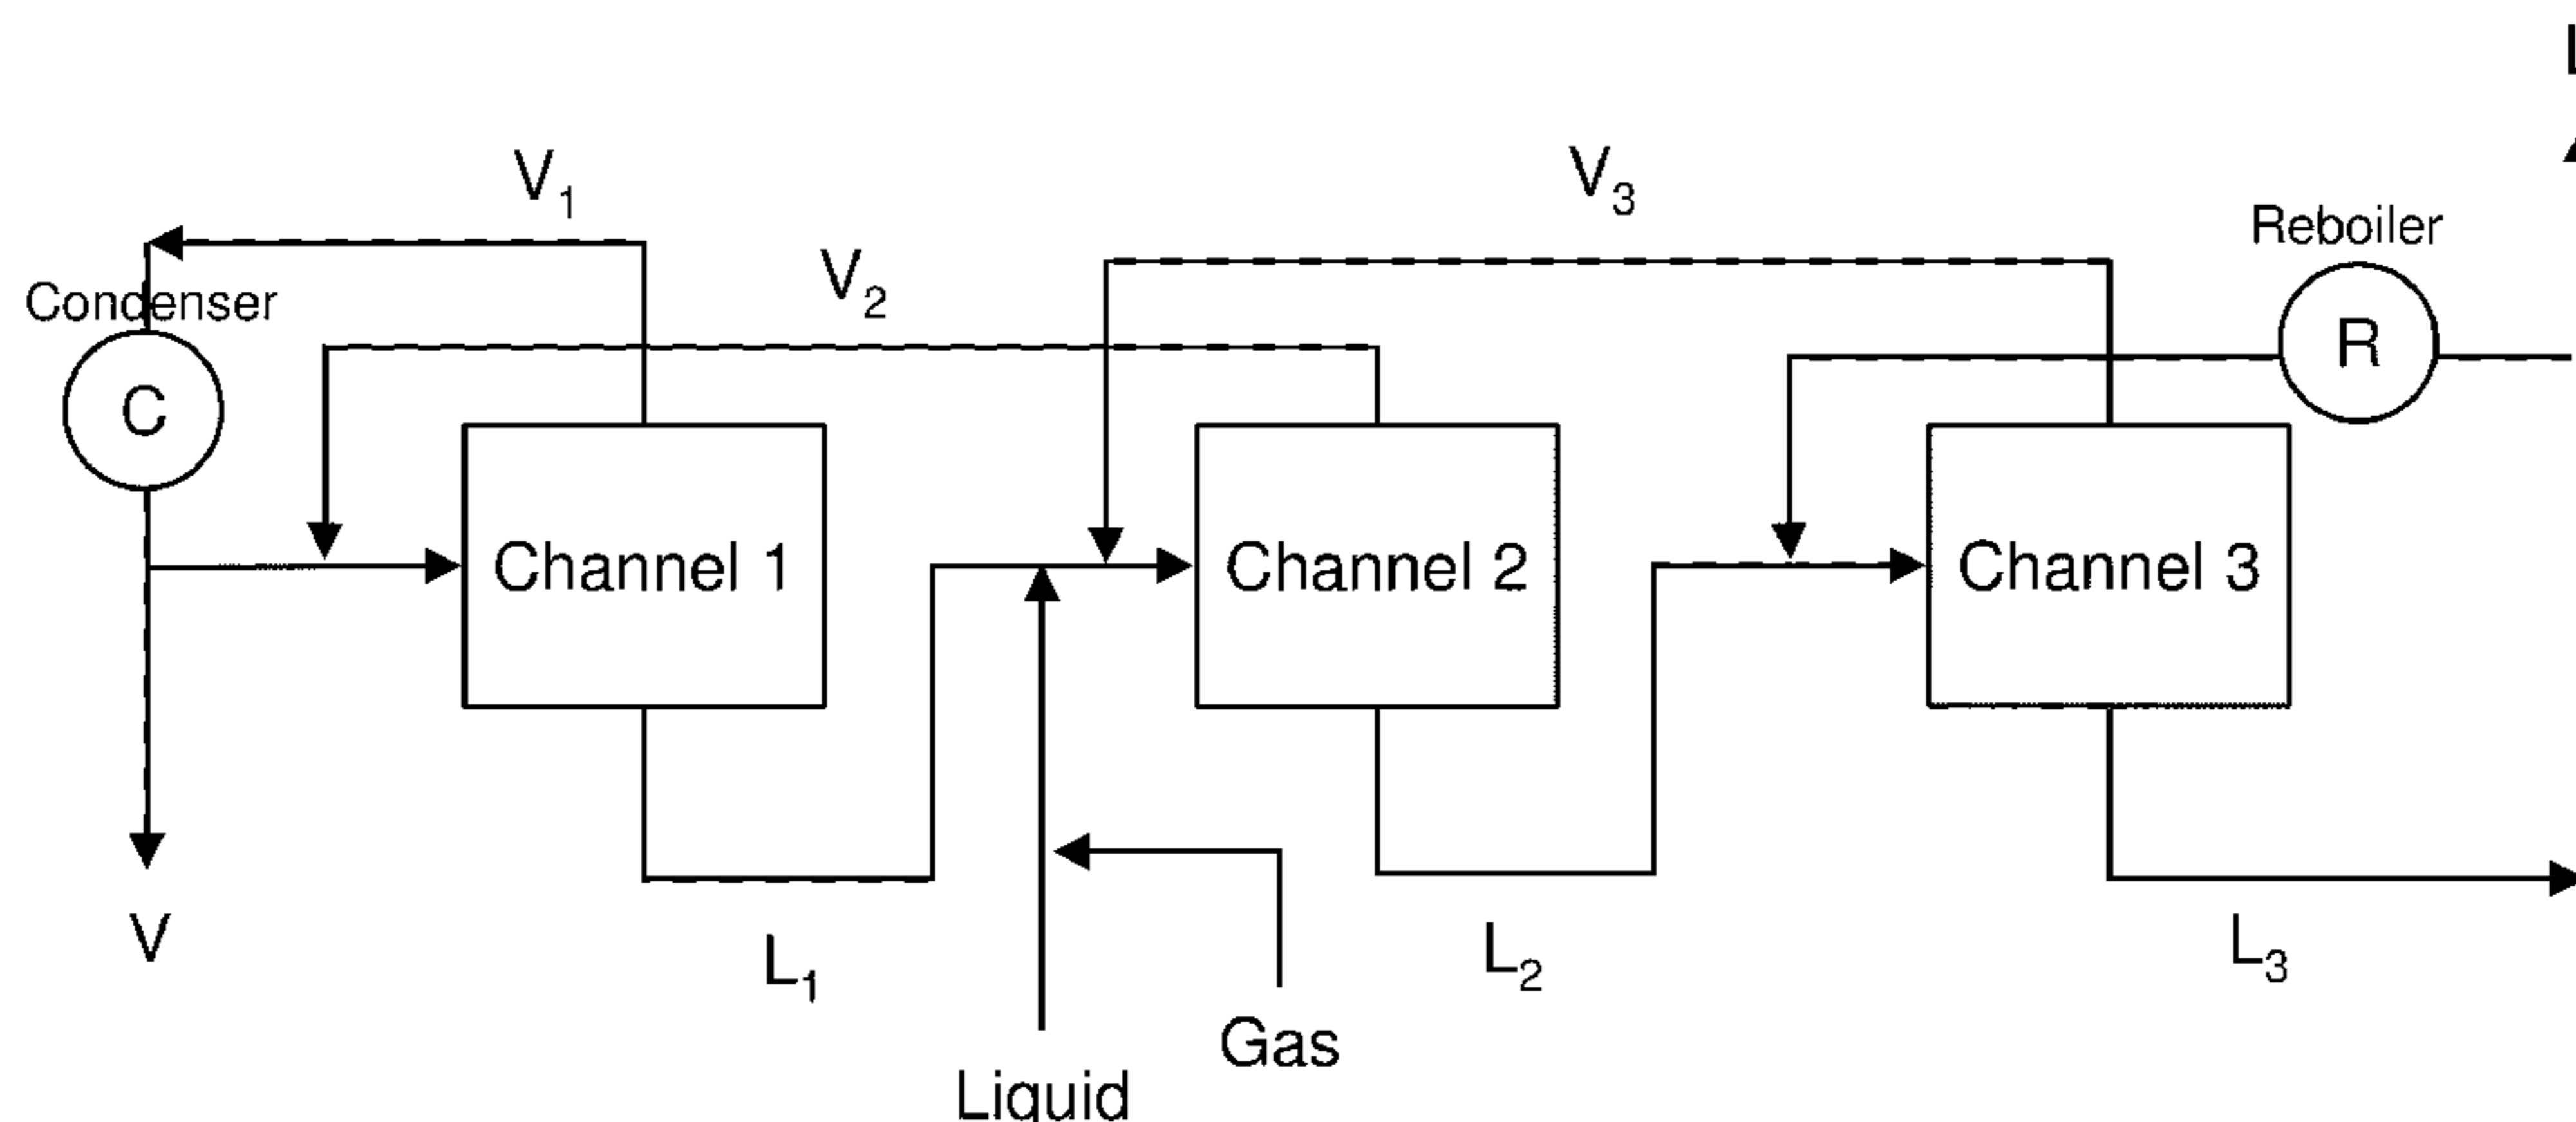 V1
V3
Reboiler
V2
Condenser
R
C
Channel 1
Channel 2
Channel 3
V
L1
L2
L3
Gas
Liquid